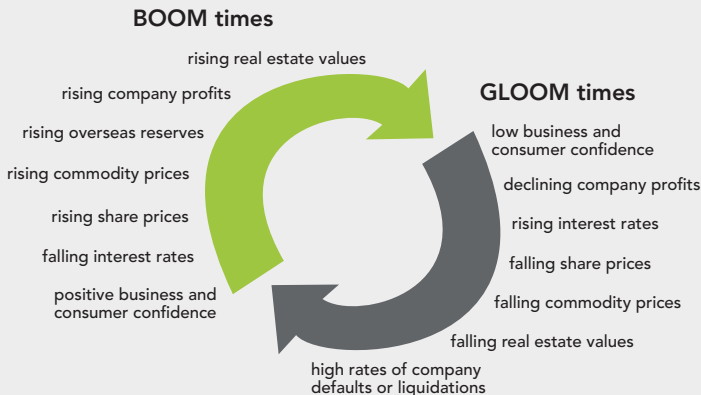 BOOM times
rising real estate values
rising company profits
rising overseas reserves
rising commodity prices
rising share prices
falling interest rates
positive business and
consumer confidence
GLOOM times
low business and
consumer confidence
declining company profits
rising interest rates
falling share prices
falling commodity prices
falling real estate values
high rates of company
defaults or liquidations